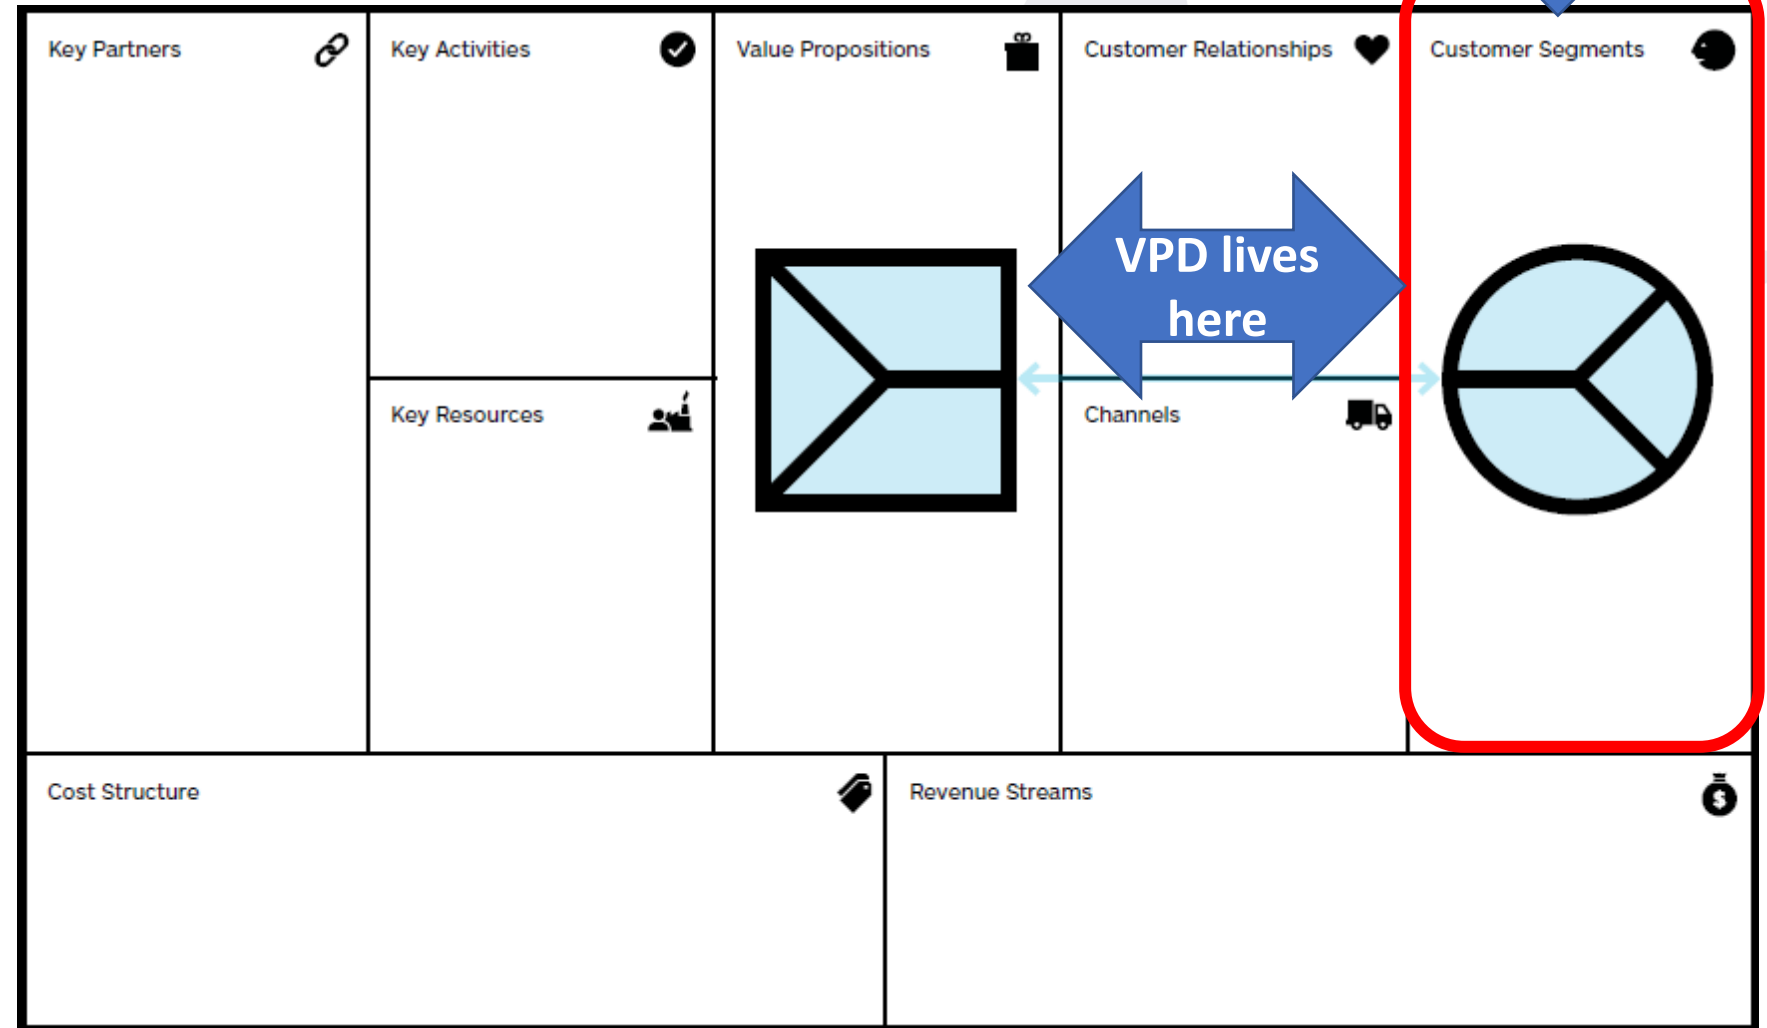 Key Partners
Key Activities
Value Propositions
Customer Relationships
Customer Segments
VPD lives
here
Key Resources
Channels
Cost Structure
Revenue Streams
$